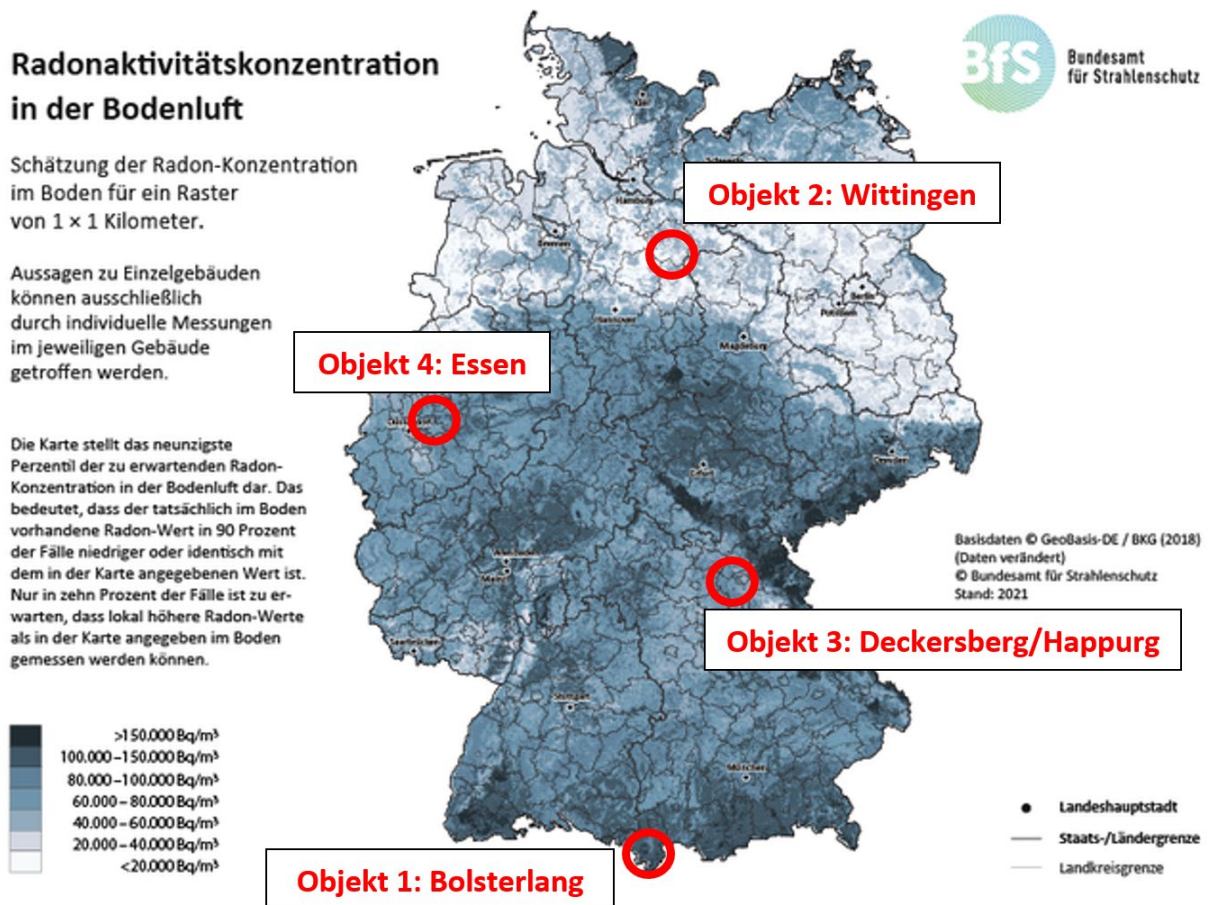 Radonaktivitätskonzentration
in der Bodenluft
Schätzung der Radon-Konzentration
im Boden für ein Raster
von 1 × 1 Kilometer.
Aussagen zu Einzelgebäuden
können ausschließlich
durch individuelle Messungen
im jeweiligen Gebäude
getroffen werden.
Die Karte stellt das neunzigste
Perzentil der zu erwartenden Radon-
Konzentration in der Bodenluft dar. Das
bedeutet, dass der tatsächlich im Boden
vorhandene Radon-Wert in 90 Prozent
der Fälle niedriger oder identisch mit
dem in der Karte angegebenen Wert ist.
Nur in zehn Prozent der Fälle ist zu er-
warten, dass lokal höhere Radon-Werte
als in der Karte angegeben im Boden
gemessen werden können.
>150.000 Bq/m³
100.000–150.000 Bq/m³
80.000–100.000 Bq/m³
60.000–80.000 Bq/m³
40.000–60.000 Bq/m³
20.000–40.000 Bq/m³
<20.000 Bq/m³
BfS
Bundesamt
für Strahlenschutz
Kiel
Hamburg
Objekt 2: Wittingen
Bremen
Berlin
Potsdam
Hannover
Magdeburg
Objekt 4: Essen
Dresden
Erfurt
Wiesbaden
Mainz
Objekt 3: Deckersberg/Happurg
Saarbrücken
Stuttgart
München
Objekt 1: Bolsterlang
Basisdaten © GeoBasis-DE / BKG (2018)
(Daten verändert)
© Bundesamt für Strahlenschutz
Stand: 2021
Landeshauptstadt
Staats-/Ländergrenze
Landkreisgrenze